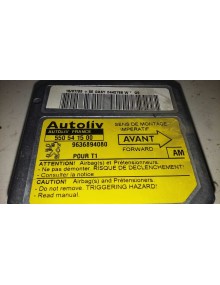 Autoliv
AUTOLIV FRANCE
550 54 15 00
9636894080
POUR T1
SENS DE MONTAGE
IMPERATIF
AVANT
FORWARD
AM
ATTENTION! Airbag(s) et Prétensionneurs.
- Ne pas démonter. RISQUE DE DECLENCHEMENT!
- Consulter la notice
CAUTION! Airbag(s) and Pretensioners.
- Do not remove. TRIGGERING HAZARD!
- Read manual.